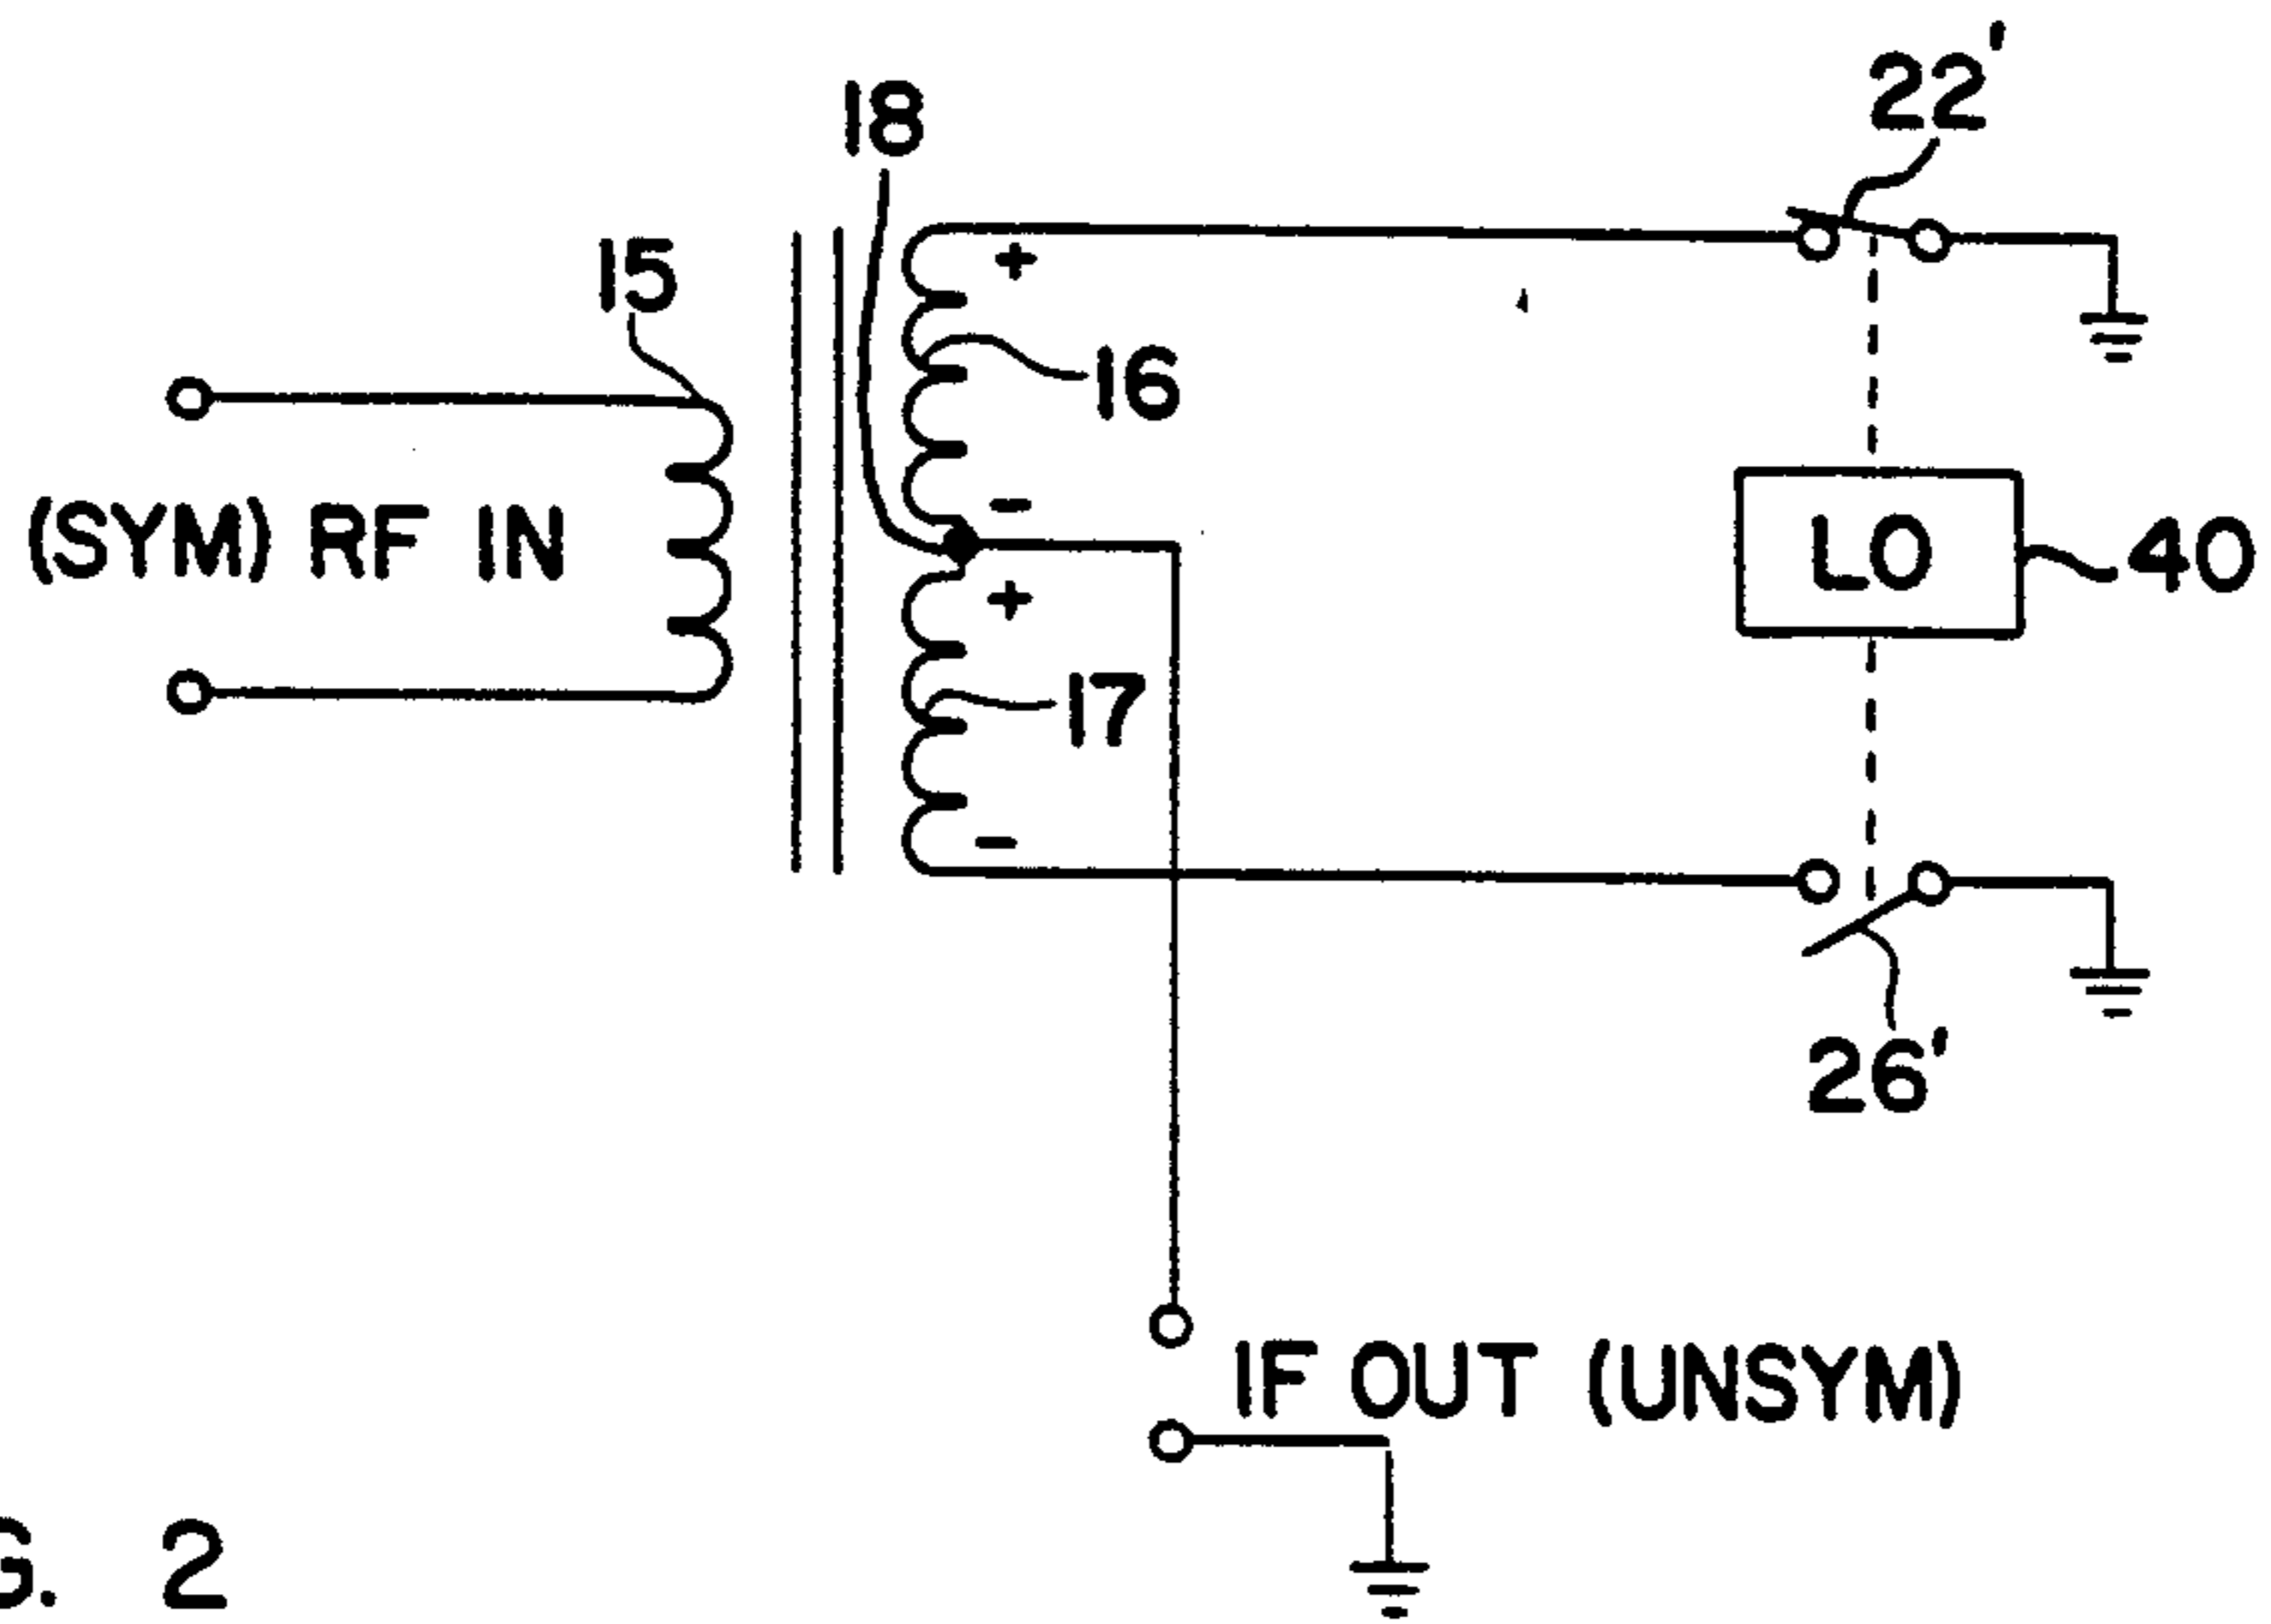 22'
18
15
+
16
(SYM) RF IN
-
LO
40
+
17
-
26'
IF OUT (UNSYM)
G. 2